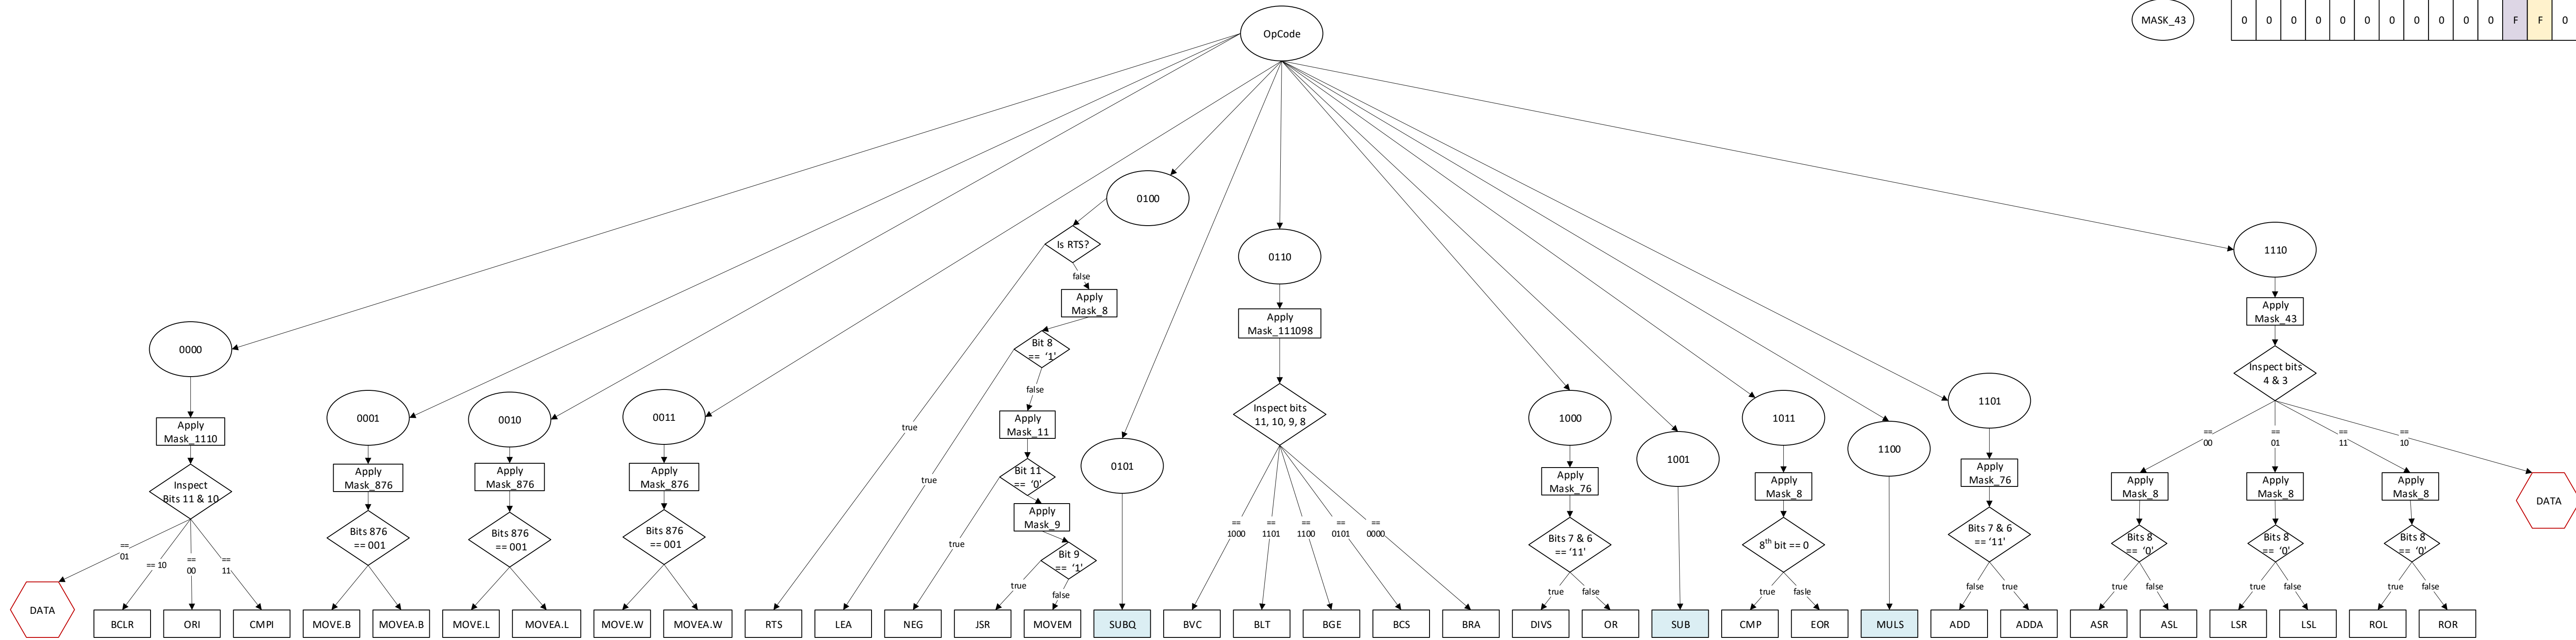 OpCode
MASK_43
0 0 0 0 0 0 0 0 0 0 0 F F 0
0100
Is RTS?
false
Apply
Mask_8
Bit 8
== ‘1’
false
Apply
Mask_11
Bit 11
== ‘0’
Apply
Mask_9
Bit 9
== ‘1’
true
true
true
true
false
0110
Apply
Mask_111098
Inspect bits
11, 10, 9, 8
==
1000
==
1101
==
1100
==
0101
==
0000
1110
Apply
Mask_43
Inspect bits
4 & 3
==
00
==
01
==
11
==
10
Apply
Mask_8
Apply
Mask_8
Apply
Mask_8
Bits 8
== ‘0’
Bits 8
== ‘0’
Bits 8
== ‘0’
true
false
true
false
true
false
DATA
0000
Apply
Mask_1110
Inspect
Bits 11 & 10
==
01
== 10
==
00
==
11
0001
Apply
Mask_876
Bits 876
== 001
0010
Apply
Mask_876
Bits 876
== 001
0011
Apply
Mask_876
Bits 876
== 001
0101
1000
Apply
Mask_76
Bits 7 & 6
== ‘11’
true
false
1001
1011
Apply
Mask_8
8th bit == 0
true
fasle
1100
1101
Apply
Mask_76
Bits 7 & 6
== ‘11’
false
true
DATA
BCLR
ORI
CMPI
MOVE.B
MOVEA.B
MOVE.L
MOVEA.L
MOVE.W
MOVEA.W
RTS
LEA
NEG
JSR
MOVEM
SUBQ
BVC
BLT
BGE
BCS
BRA
DIVS
OR
SUB
CMP
EOR
MULS
ADD
ADDA
ASR
ASL
LSR
LSL
ROL
ROR